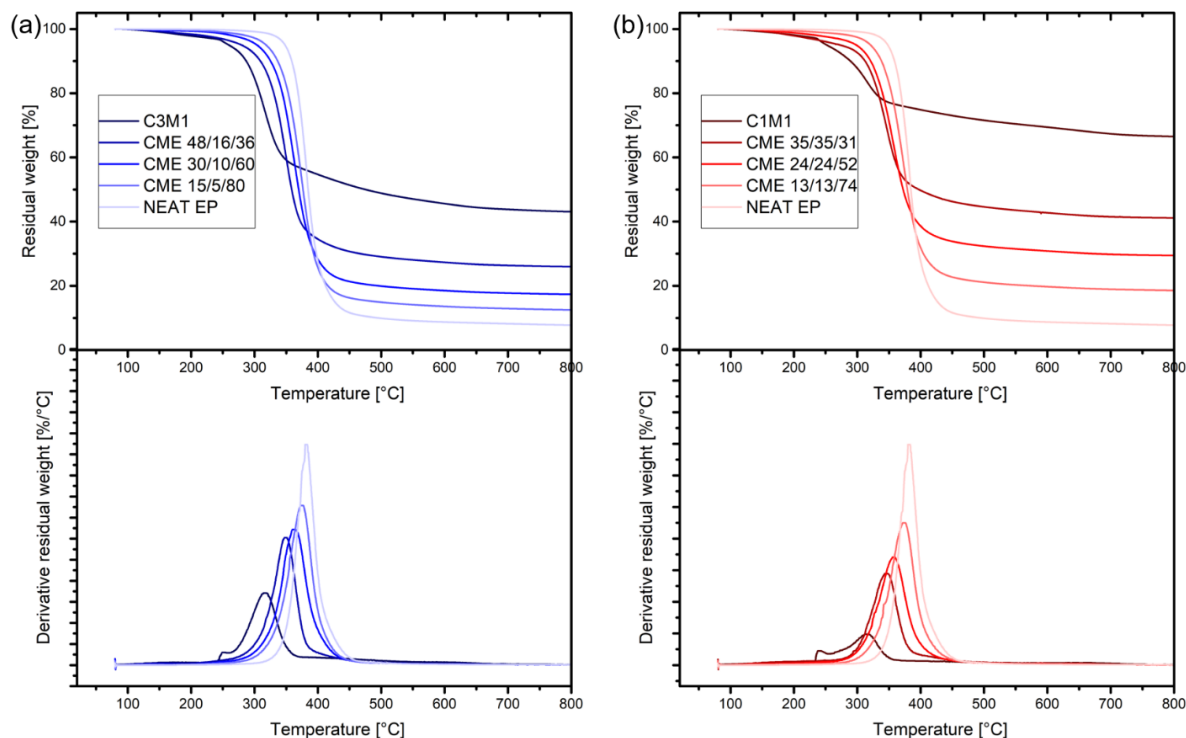 (a)
Residual weight [%]
100
80
60
40
20
0
C3M1
CME 48/16/36
CME 30/10/60
CME 15/5/80
NEAT EP
100 200 300 400 500 600 700 800
Temperature [°C]
Derivative residual weight [%/°C]
100 200 300 400 500 600 700 800
Temperature [°C]
(b)
Residual weight [%]
100
80
60
40
20
0
C1M1
CME 35/35/31
CME 24/24/52
CME 13/13/74
NEAT EP
100 200 300 400 500 600 700 800
Temperature [°C]
Derivative residual weight [%/°C]
100 200 300 400 500 600 700 800
Temperature [°C]